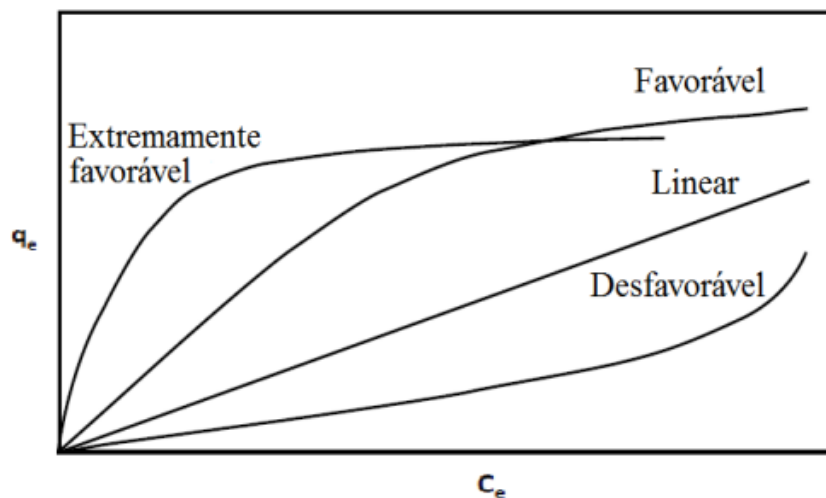 Favorável
Extremamente
favorável
Linear
qe
Desfavorável
Ce